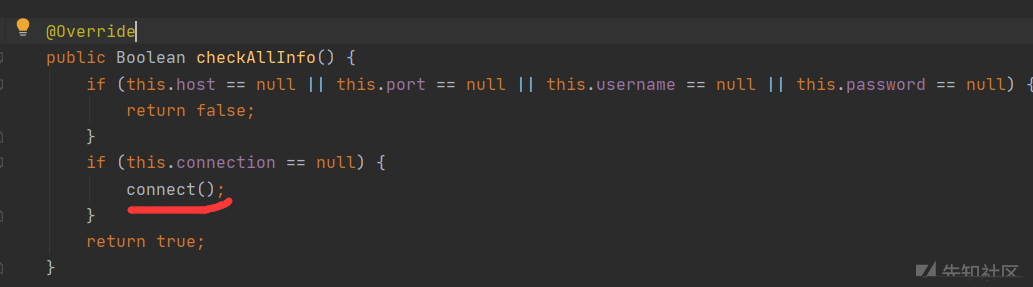 @Override
public Boolean checkAllInfo() {
if (this.host == null || this.port == null || this.username == null || this.password == null) {
return false;
}
if (this.connection == null) {
connect();
}
return true;
}
先知社区